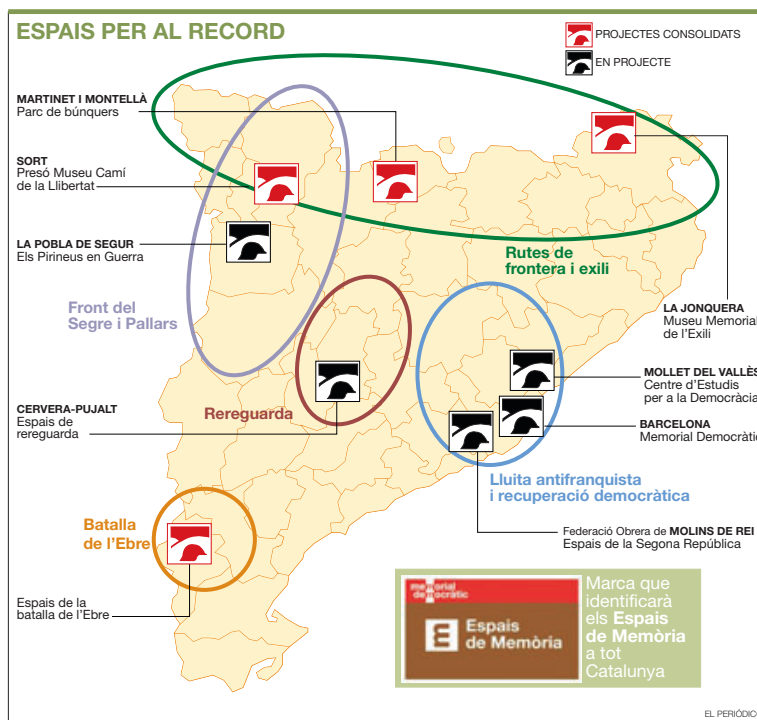 ESPAIS PER AL RECORD
PROJECTES CONSOLIDATS
EN PROJECTE
MARTINET I MONTELLÀ
Parc de búnquers
SORT
Presó Museu Camí
de la Llibertat
LA POBLA DE SEGUR
Els Pirineus en Guerra
Rutes de
frontera i exili
Front del
Segre i Pallars
LA JONQUERA
Museu Memorial
de l'Exili
MOLLET DEL VALLÈS
Centre d'Estudis
per a la Democràcia
CERVERA-PUJALT
Espais de
rereguarda
Rereguarda
BARCELONA
Memorial Democràtic
Lluita antifranquista
i recuperació democràtica
Batalla
de l'Ebre
Federació Obrera de MOLINS DE REI
Espais de la Segona República
Espais de la
batalla de l'Ebre
memorial
democràtic
Espais
de Memòria
Marca que
identificarà
els Espais
de Memòria
a tot
Catalunya
EL PERIÓDICO